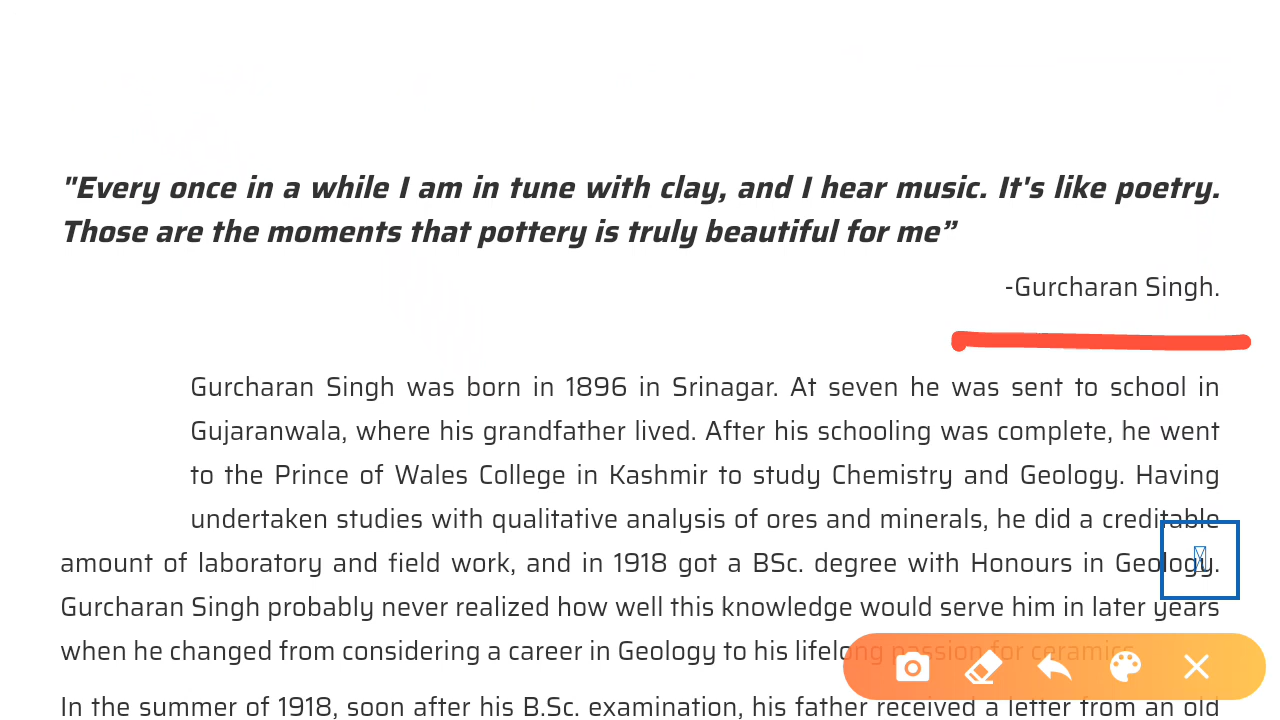 "Every once in a while I am in tune with clay, and I hear music. It's like poetry.
Those are the moments that pottery is truly beautiful for me”
-Gurcharan Singh.
Gurcharan Singh was born in 1896 in Srinagar. At seven he was sent to school in
Gujaranwala, where his grandfather lived. After his schooling was complete, he went
to the Prince of Wales College in Kashmir to study Chemistry and Geology. Having
undertaken studies with qualitative analysis of ores and minerals, he did a creditable
amount of laboratory and field work, and in 1918 got a BSc. degree with Honours in Geology.
Gurcharan Singh probably never realized how well this knowledge would serve him in later years
when he changed from considering a career in Geology to his lifelong passion for ceramics.
In the summer of 1918, soon after his B.Sc. examination, his father received a letter from an old